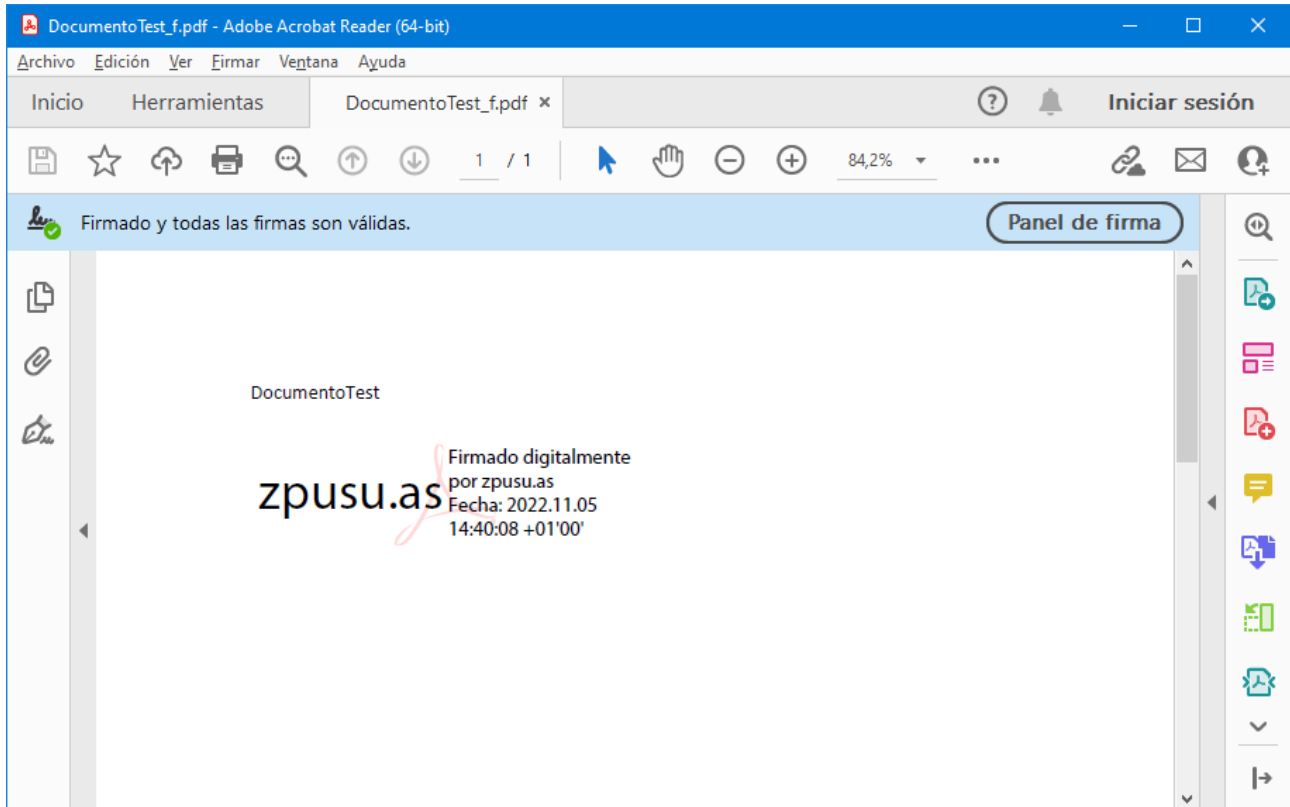 DocumentoTest_f.pdf - Adobe Acrobat Reader (64-bit)
Archivo Edición Ver Firmar Ventana Ayuda
Inicio Herramientas DocumentoTest_f.pdf × Iniciar sesión
1 / 1 84,2%
Firmado y todas las firmas son válidas. Panel de firma
DocumentoTest
zpusu.as
Firmado digitalmente
por zpusu.as
Fecha: 2022.11.05
14:40:08 +01'00'